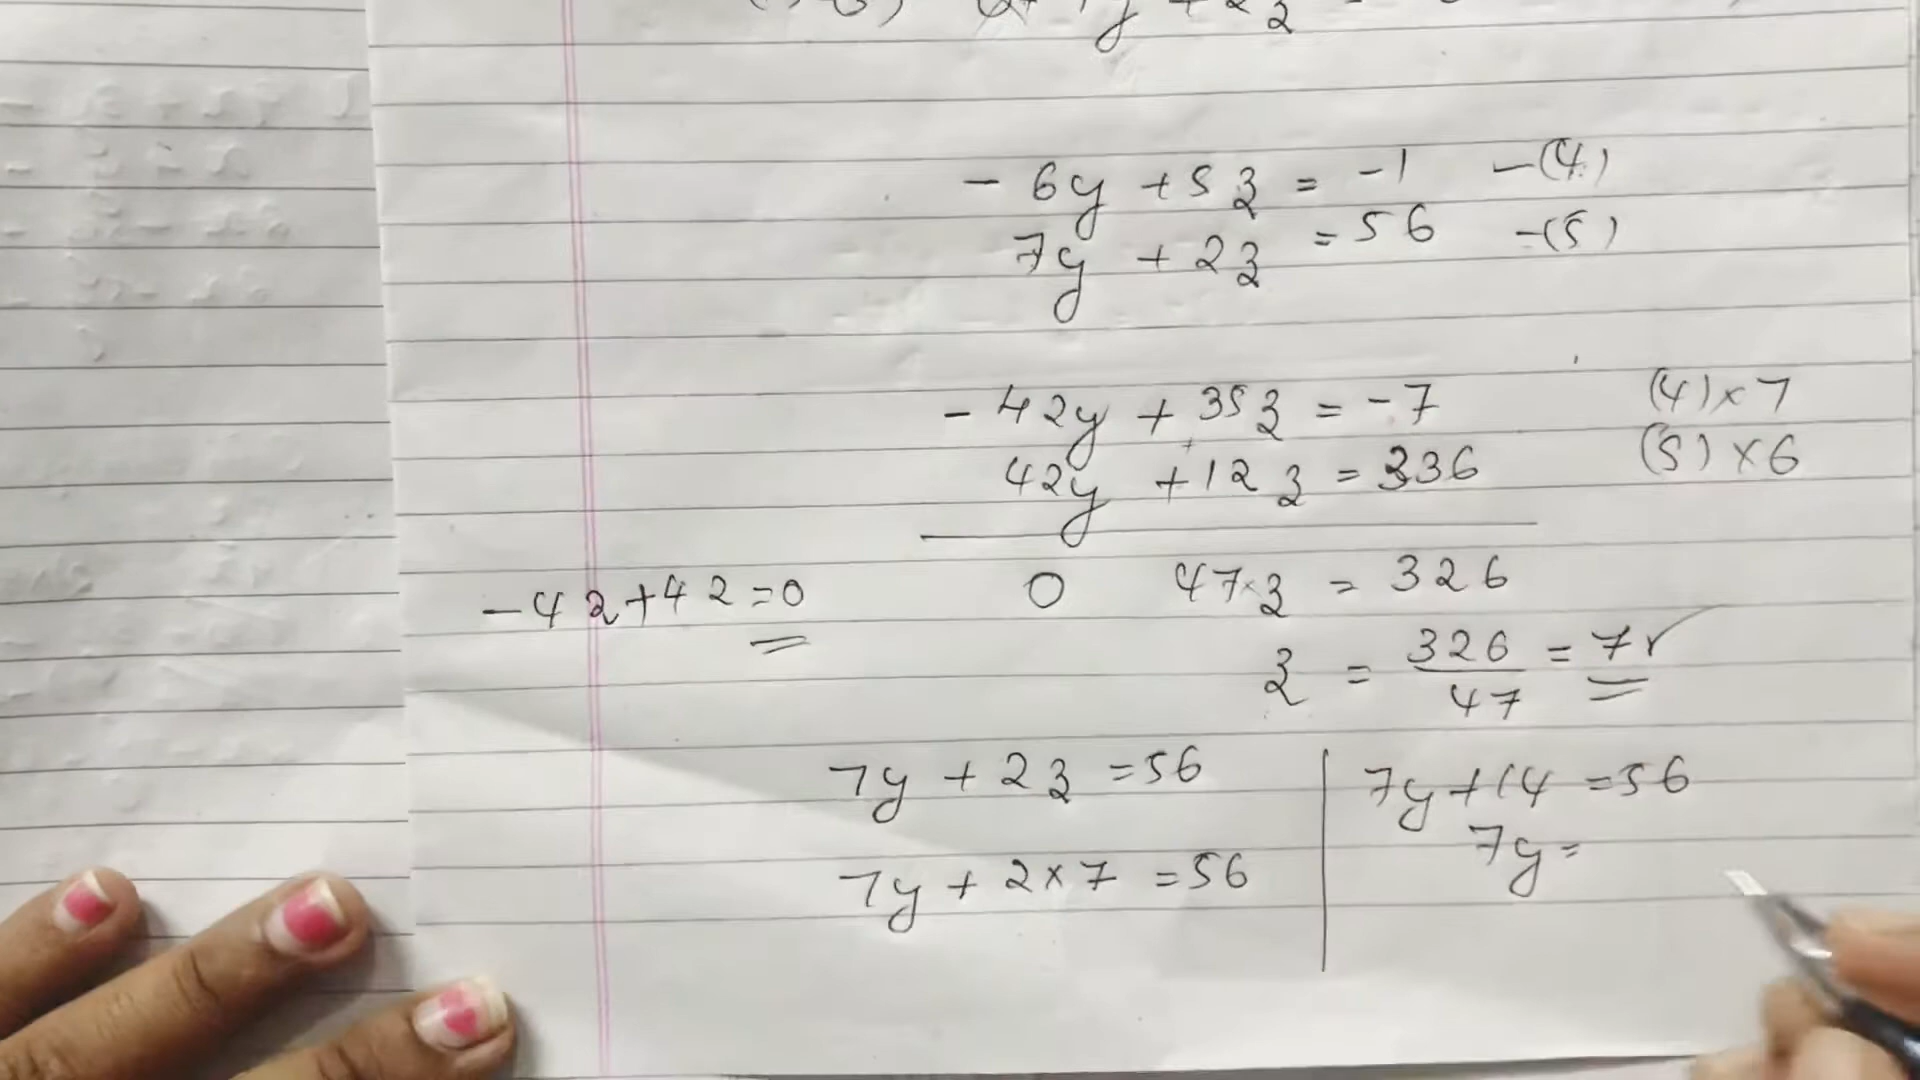 - 6y + 5z = -1 -(4)
7y + 2z = 56 -(5)
- 42y + 35z = -7 (4) × 7
42y + 12z = 336 (5) × 6
-42+42=0 0 47z = 326
z = 326/47 = 7
7y + 2z = 56 7y + 14 = 56
7y =
7y + 2 × 7 = 56